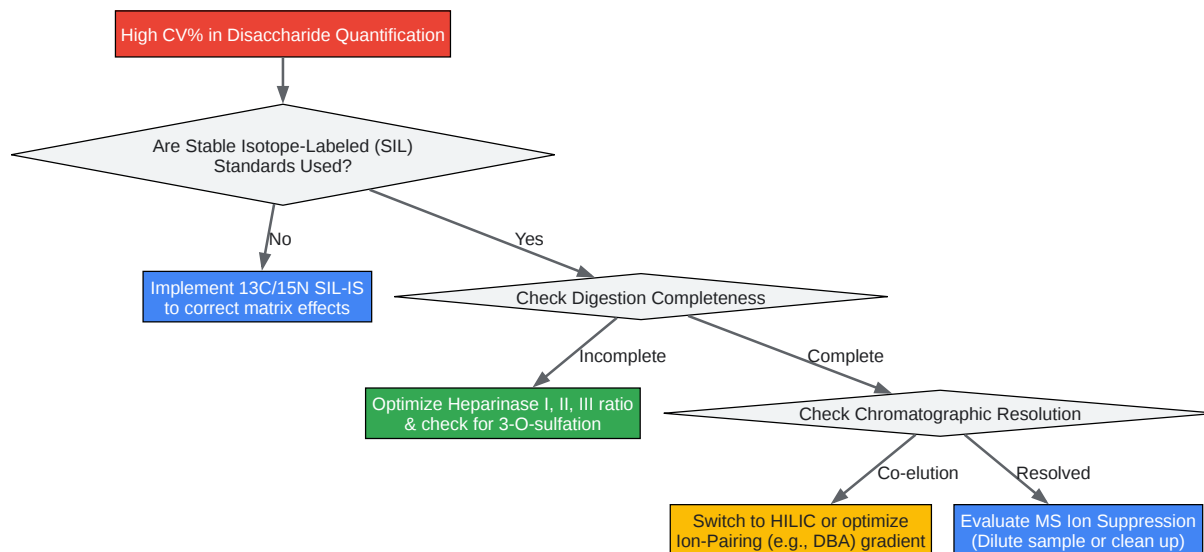 High CV% in Disaccharide Quantification
Are Stable Isotope-Labeled (SIL)
Standards Used?
No
Yes
Implement 13C/15N SIL-IS
to correct matrix effects
Check Digestion Completeness
Incomplete
Complete
Optimize Heparinase I, II, III ratio
& check for 3-O-sulfation
Check Chromatographic Resolution
Co-elution
Resolved
Switch to HILIC or optimize
Ion-Pairing (e.g., DBA) gradient
Evaluate MS Ion Suppression
(Dilute sample or clean up)